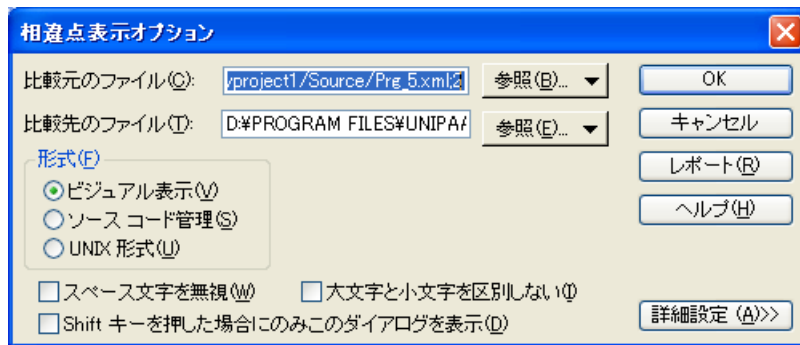 相違点表示オプション
比較元のファイル(C): yproject1/Source/Prg_5.xml;2 参照(B)... OK
比較先のファイル(T): D:¥PROGRAM FILES¥UNIPAA 参照(E)... キャンセル
形式(F) レポート(R)
ビジュアル表示(V)
ソース コード管理(S) ヘルプ(H)
UNIX 形式(U)
スペース文字を無視(W) 大文字と小文字を区別しない(I)
Shift キーを押した場合にのみこのダイアログを表示(D) 詳細設定 (A)>>